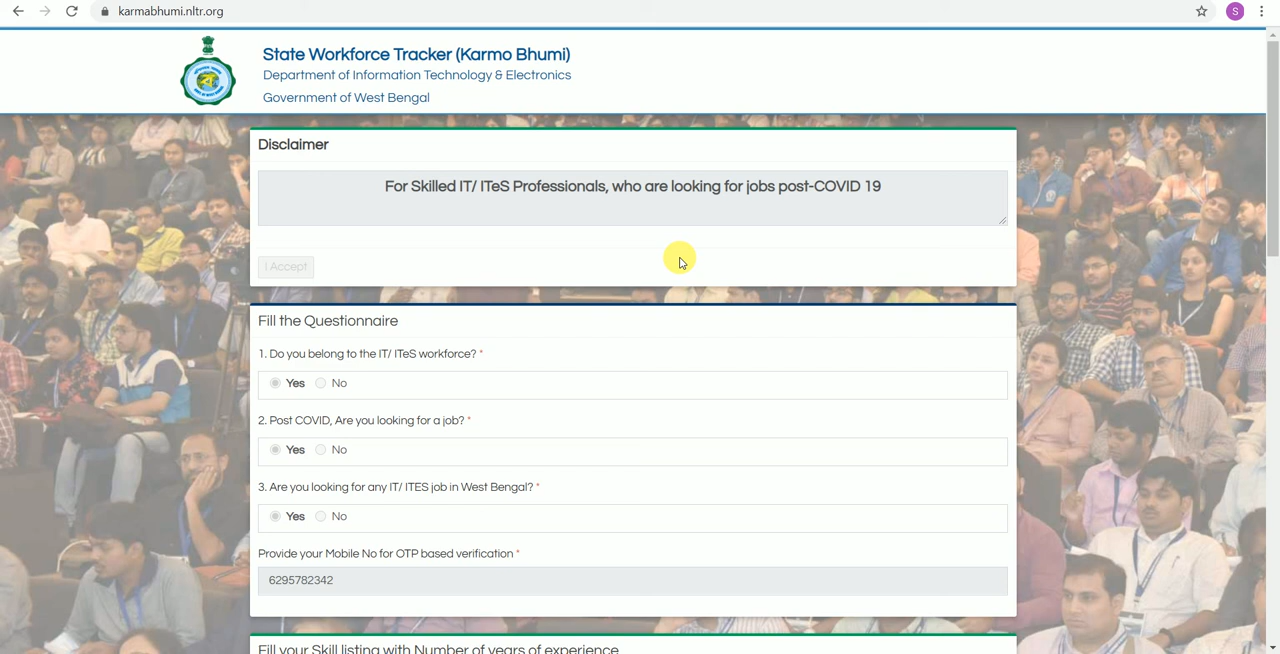 karmabhumi.nltr.org
S
State Workforce Tracker (Karmo Bhumi)
Department of Information Technology & Electronics
Government of West Bengal
Disclaimer
For Skilled IT/ ITeS Professionals, who are looking for jobs post-COVID 19
I Accept
Fill the Questionnaire
1. Do you belong to the IT/ ITeS workforce? *
Yes No
2. Post COVID, Are you looking for a job? *
Yes No
3. Are you looking for any IT/ ITES job in West Bengal? *
Yes No
Provide your Mobile No for OTP based verification *
6295782342
Fill your Skill listing with Number of years of experience